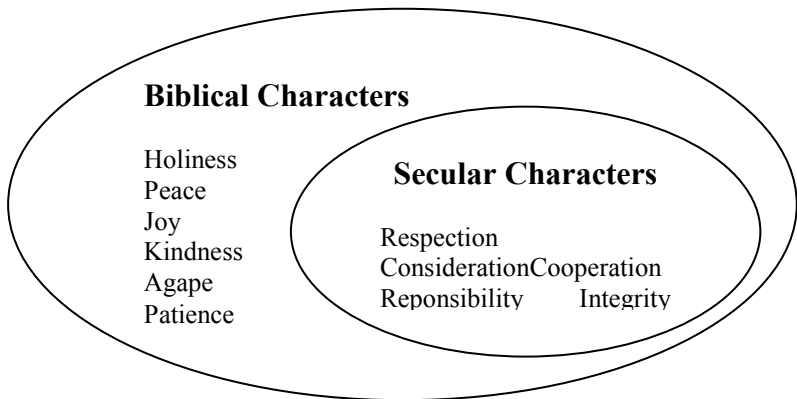 Biblical Characters
Holiness
Peace
Joy
Kindness
Agape
Patience
Secular Characters
Respection
ConsiderationCooperation
Reponsibility Integrity